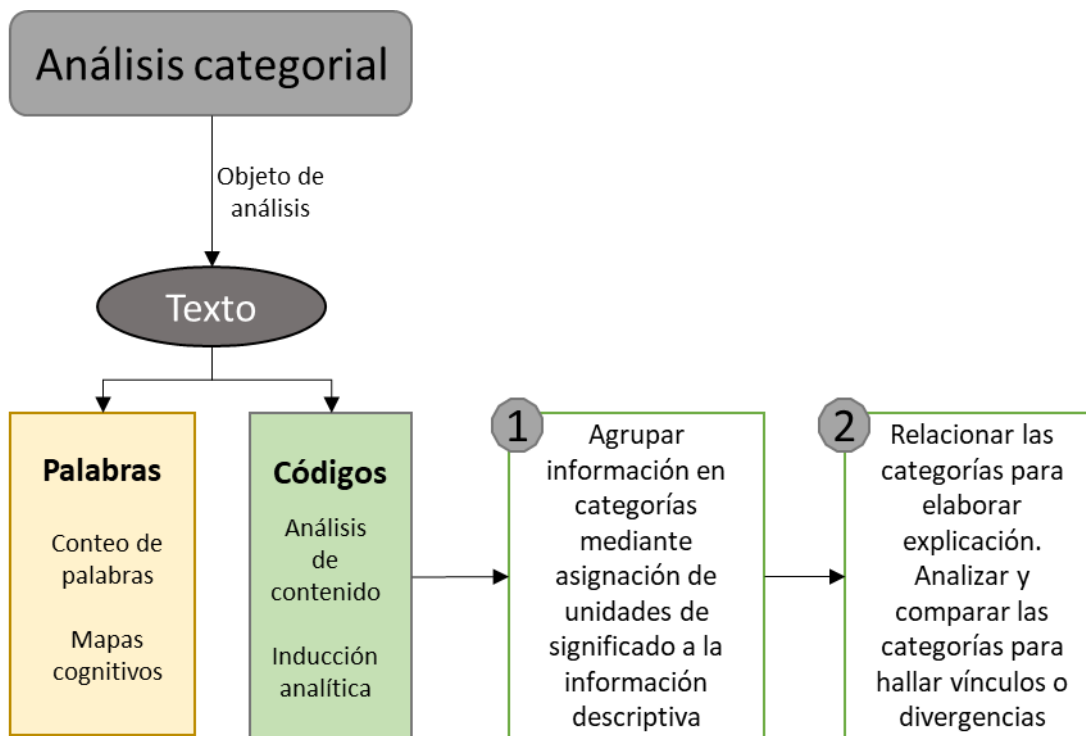 Análisis categorial
Objeto de
análisis
Texto
Palabras
Conteo de
palabras
Mapas
cognitivos
Códigos
Análisis
de
contenido
Inducción
analítica
1
Agrupar
información en
categorías
mediante
asignación de
unidades de
significado a la
información
descriptiva
2
Relacionar las
categorías para
elaborar
explicación.
Analizar y
comparar las
categorías para
hallar vínculos o
divergencias